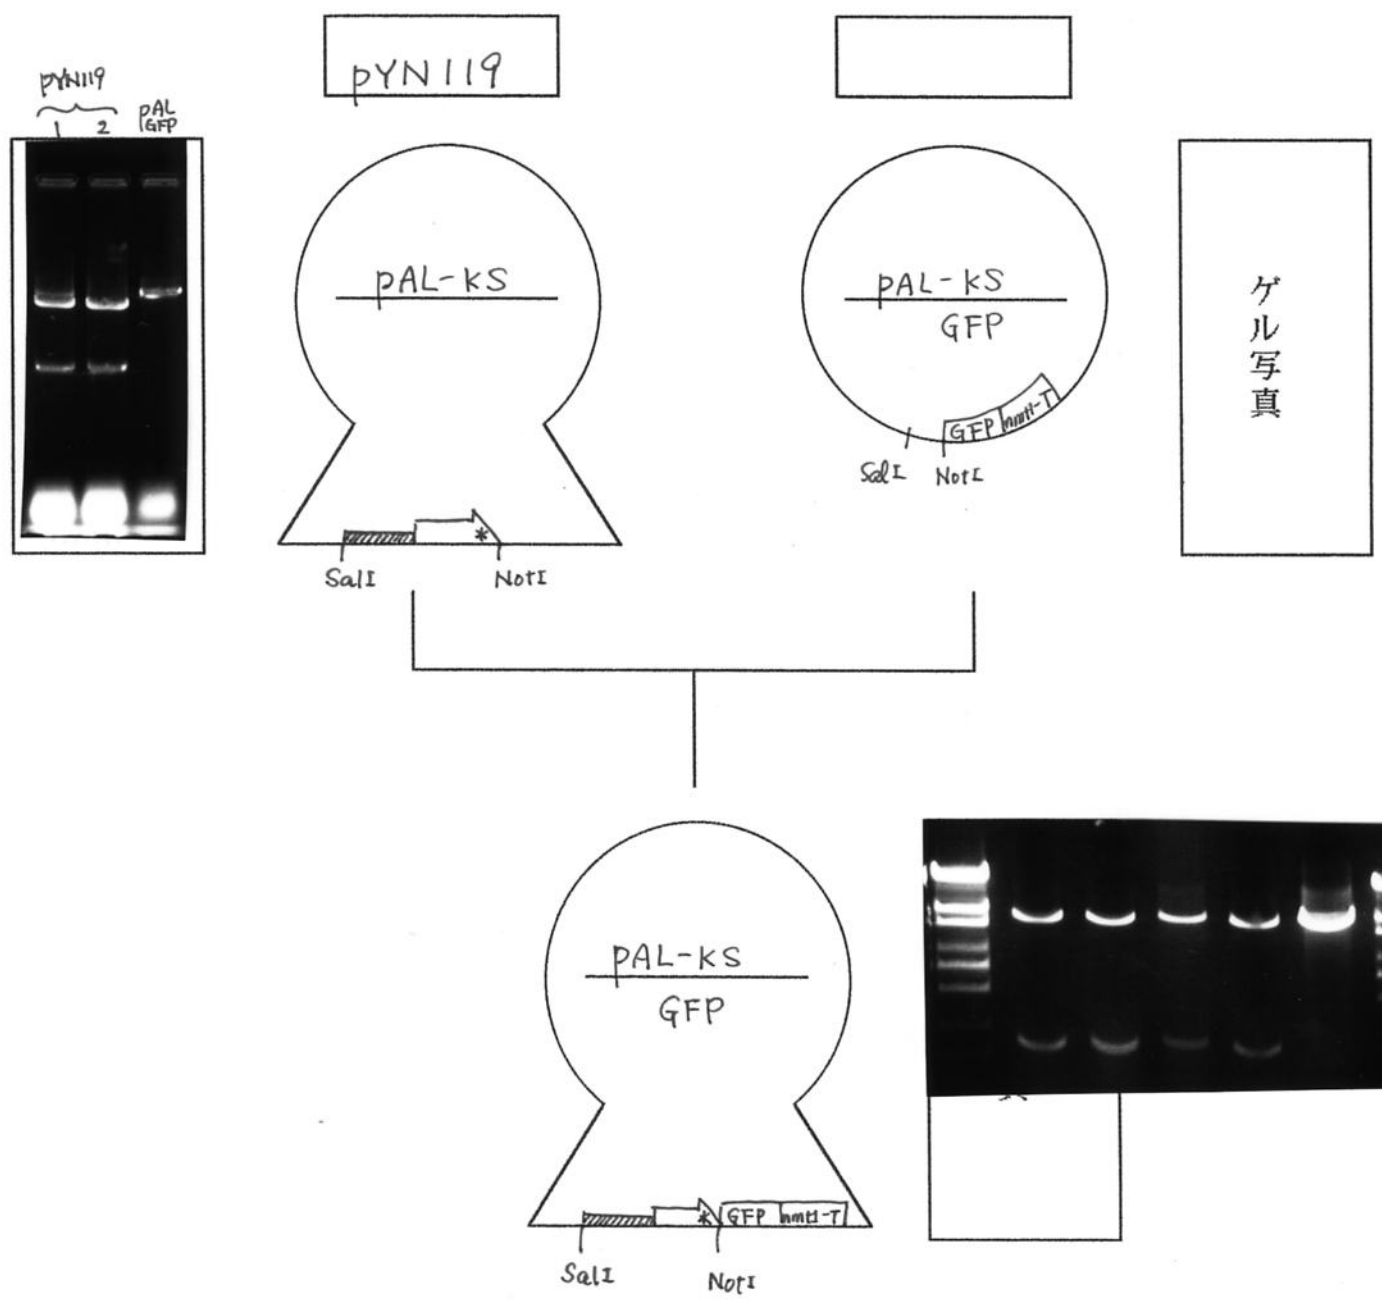 pYN119
1 2 pAL
GFP
pYN119
pAL-KS
SalI NotI
*
pAL-KS
GFP
GFP nmt1-T
SalI NotI
ゲル写真
pAL-KS
GFP
* GFP nmt1-T
SalI NotI